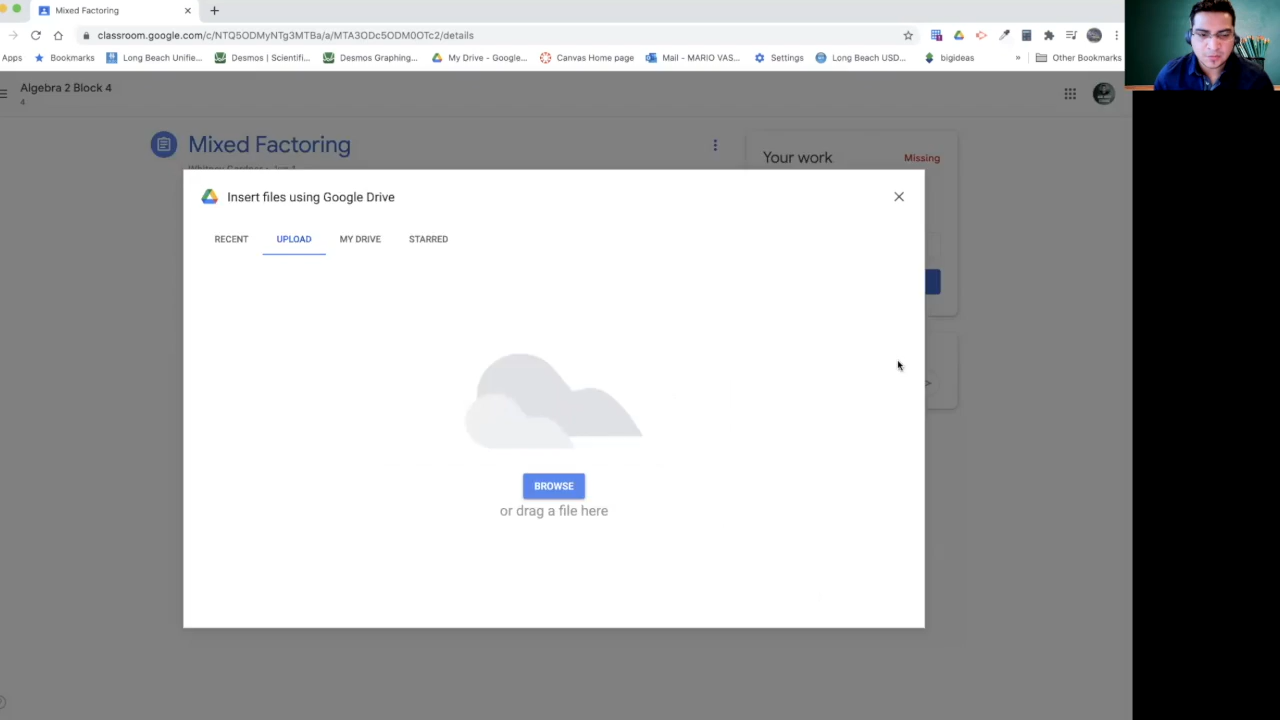 Mixed Factoring
classroom.google.com/c/NTQ5ODMyNTg3MTBa/a/MTA3ODc5ODM0OTc2/details
Apps Bookmarks Long Beach Unifie... Desmos | Scientifi... Desmos Graphing... My Drive - Google... Canvas Home page Mail - MARIO VAS... Settings Long Beach USD... bigideas » Other Bookmarks
Algebra 2 Block 4
4
Mixed Factoring
Your work Missing
Insert files using Google Drive
RECENT UPLOAD MY DRIVE STARRED
BROWSE
or drag a file here